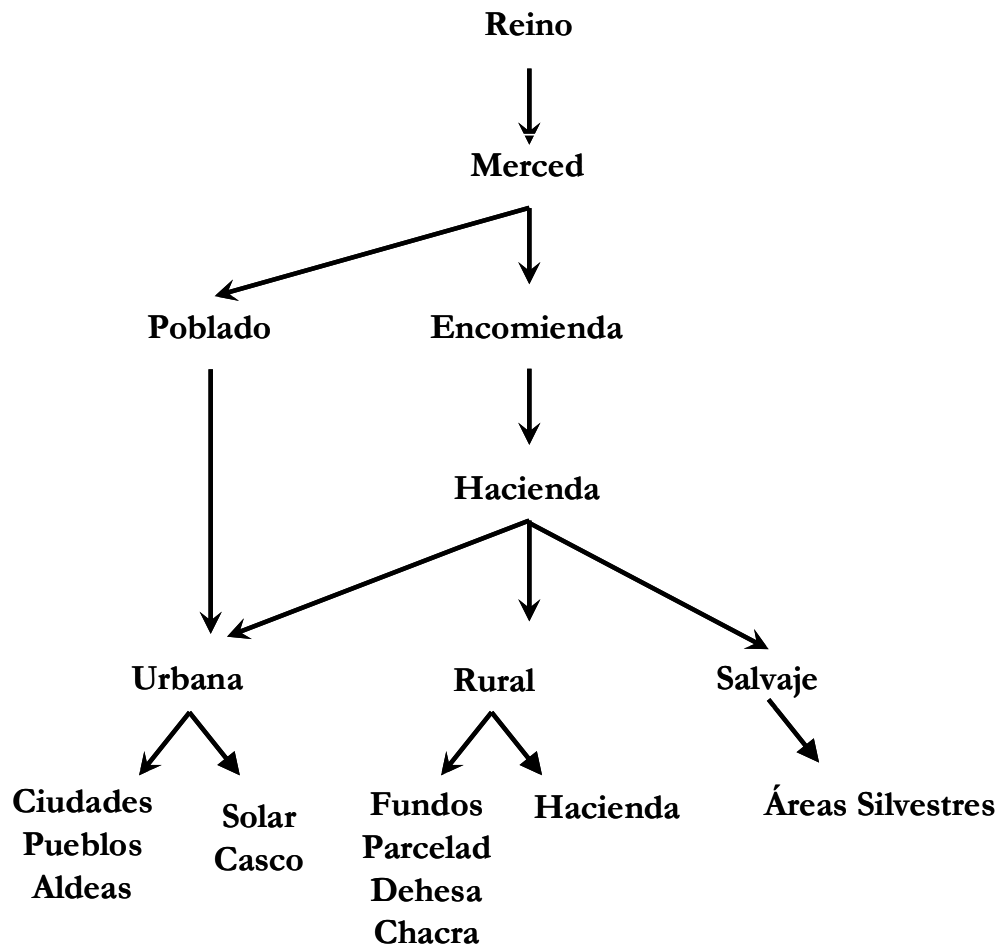 Reino
Merced
Poblado
Encomienda
Hacienda
Urbana
Rural
Salvaje
Ciudades
Pueblos
Aldeas
Solar
Casco
Fundos
Parcelad
Dehesa
Chacra
Hacienda
Áreas Silvestres